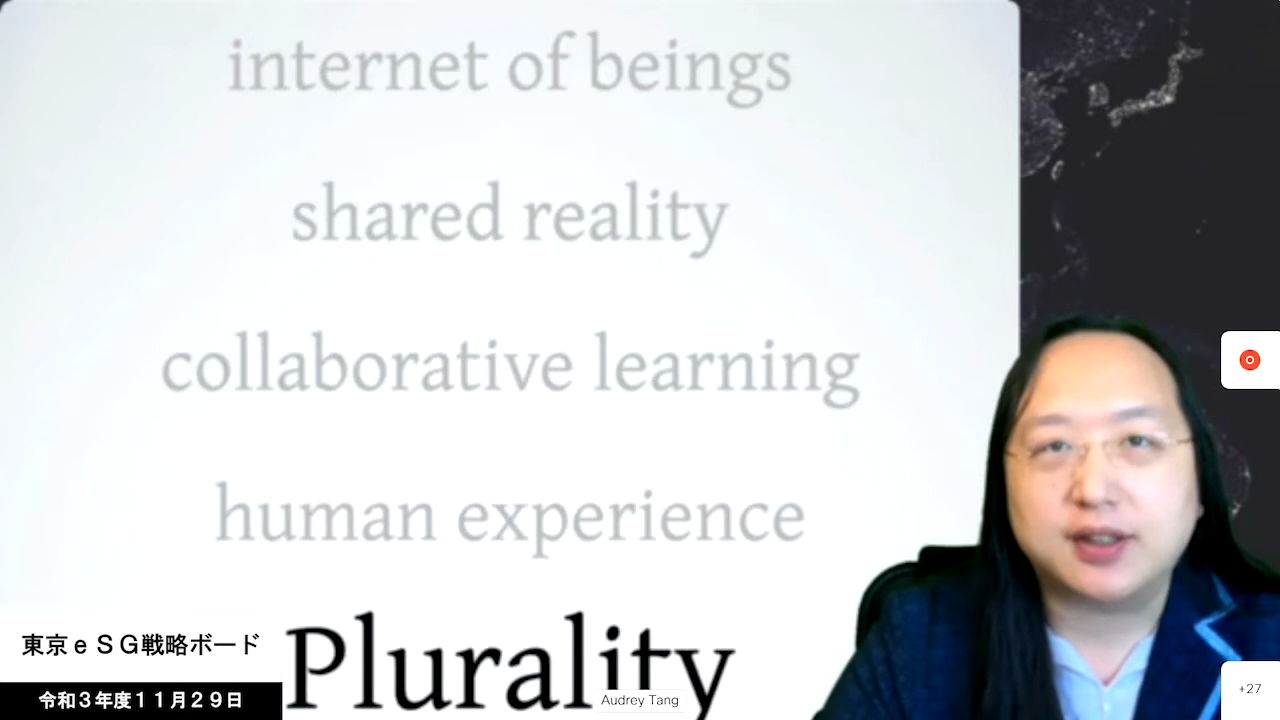 internet of beings
shared reality
collaborative learning
human experience
Plurality
東京ｅＳＧ戦略ボード
令和３年度１１月２９日
Audrey Tang
+27